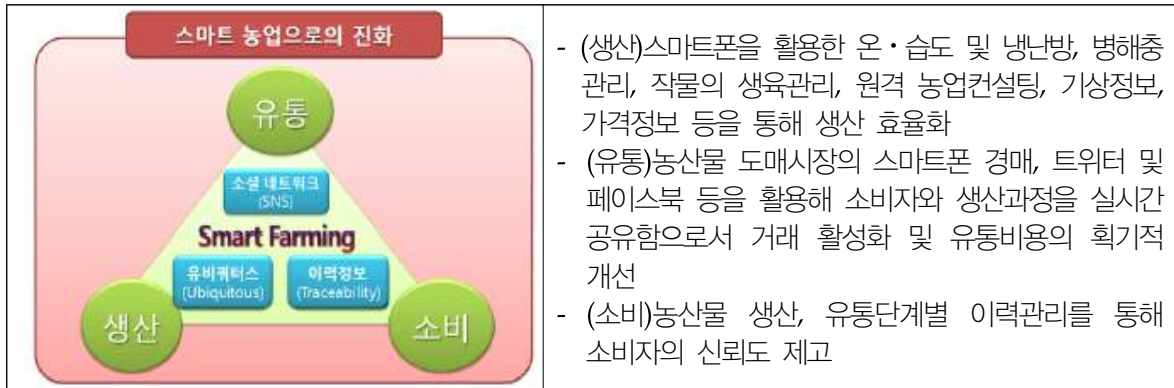 스마트 농업으로의 진화
유통
소셜 네트워크
(SNS)
Smart Farming
유비쿼터스
(Ubiquitous)
이력정보
(Traceability)
생산
소비
- (생산)스마트폰을 활용한 온·습도 및 냉난방, 병해충
관리, 작물의 생육관리, 원격 농업컨설팅, 기상정보,
가격정보 등을 통해 생산 효율화
- (유통)농산물 도매시장의 스마트폰 경매, 트위터 및
페이스북 등을 활용해 소비자와 생산과정을 실시간
공유함으로서 거래 활성화 및 유통비용의 획기적
개선
- (소비)농산물 생산, 유통단계별 이력관리를 통해
소비자의 신뢰도 제고